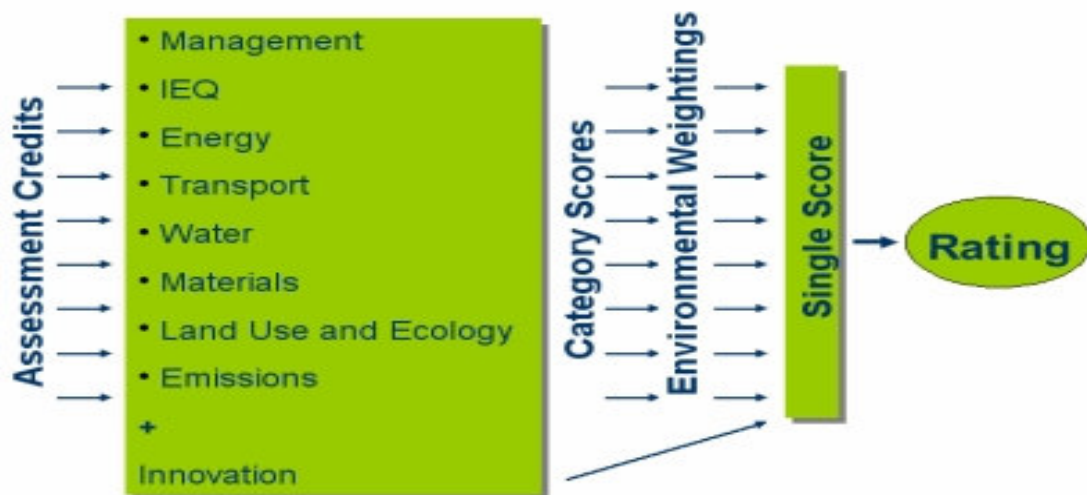 Assessment Credits
• Management
• IEQ
• Energy
• Transport
• Water
• Materials
• Land Use and Ecology
• Emissions
+
Innovation
Category Scores
Environmental Weightings
Single Score
Rating